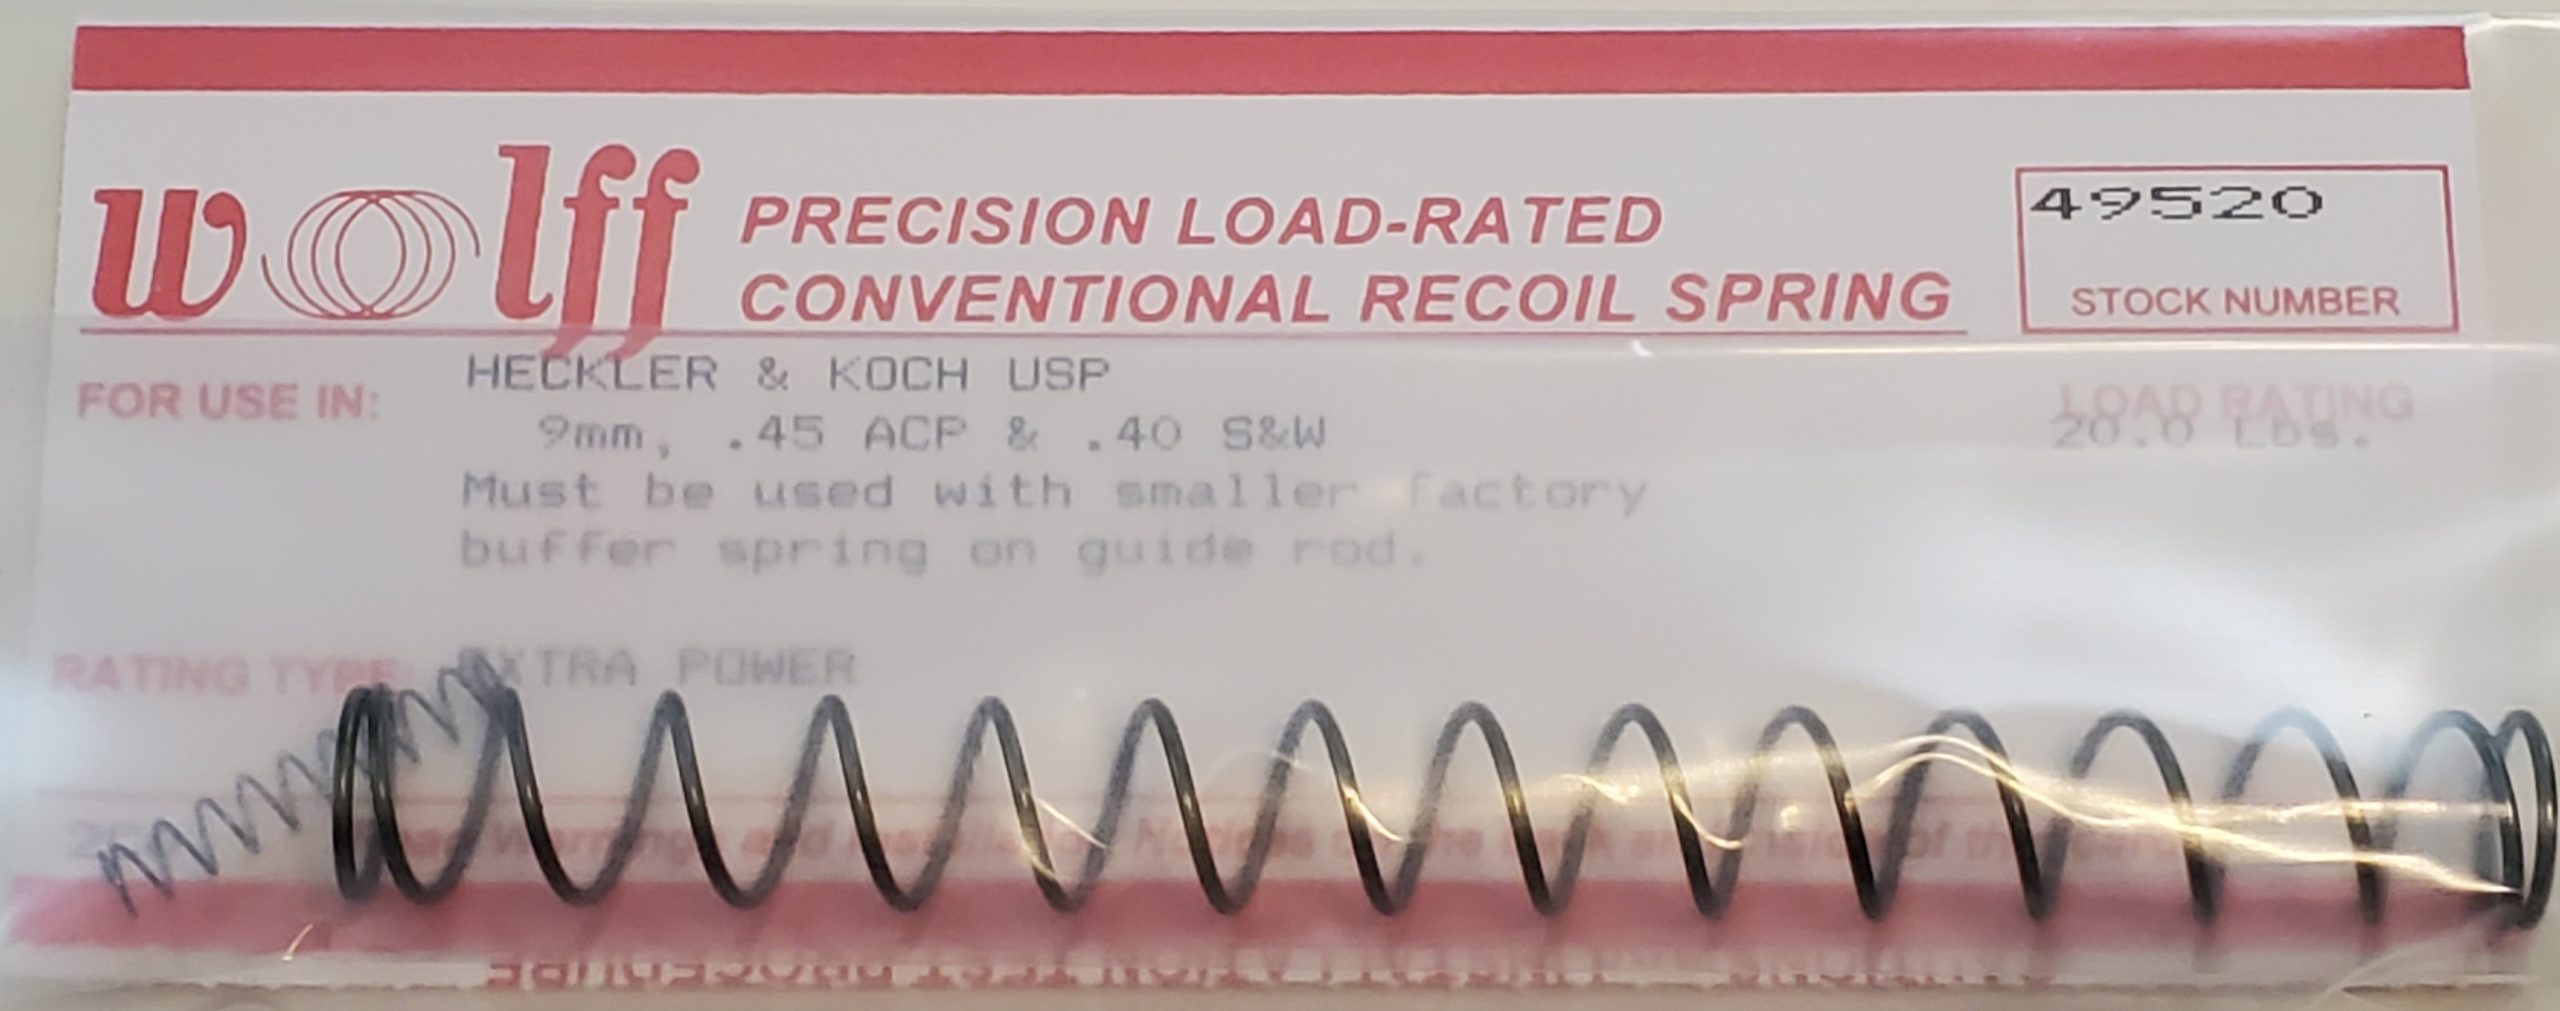 wolff
PRECISION LOAD-RATED
CONVENTIONAL RECOIL SPRING
49520
STOCK NUMBER
FOR USE IN:
HECKLER & KOCH USP
9mm, .45 ACP & .40 S&W
Must be used with smaller factory
buffer spring on guide rod.
LOAD RATING
20.0 Lbs.
RATING TYPE: EXTRA POWER